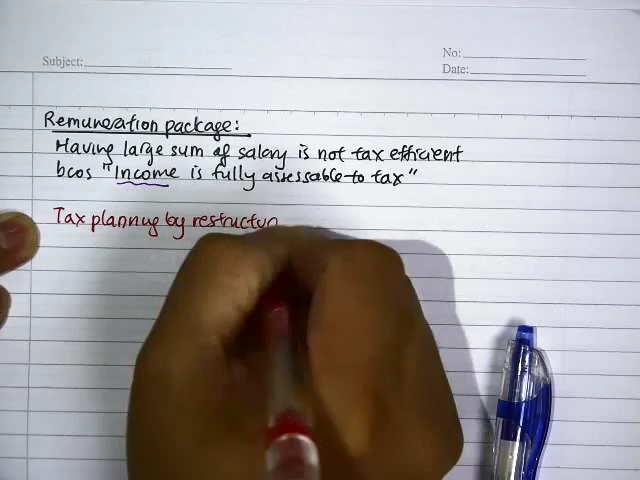 Subject:
No:
Date:
Remuneration package:
Having large sum of salary is not tax efficient
bcos "Income is fully assessable to tax"
Tax planning by restructur